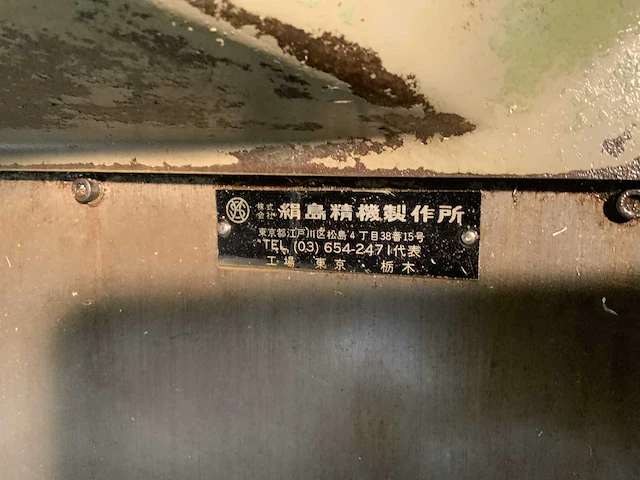 株式会社 絹島精機製作所
東京都江戸川区松島4丁目38番15号
TEL (03) 654-2471代表
工場 東京 栃木